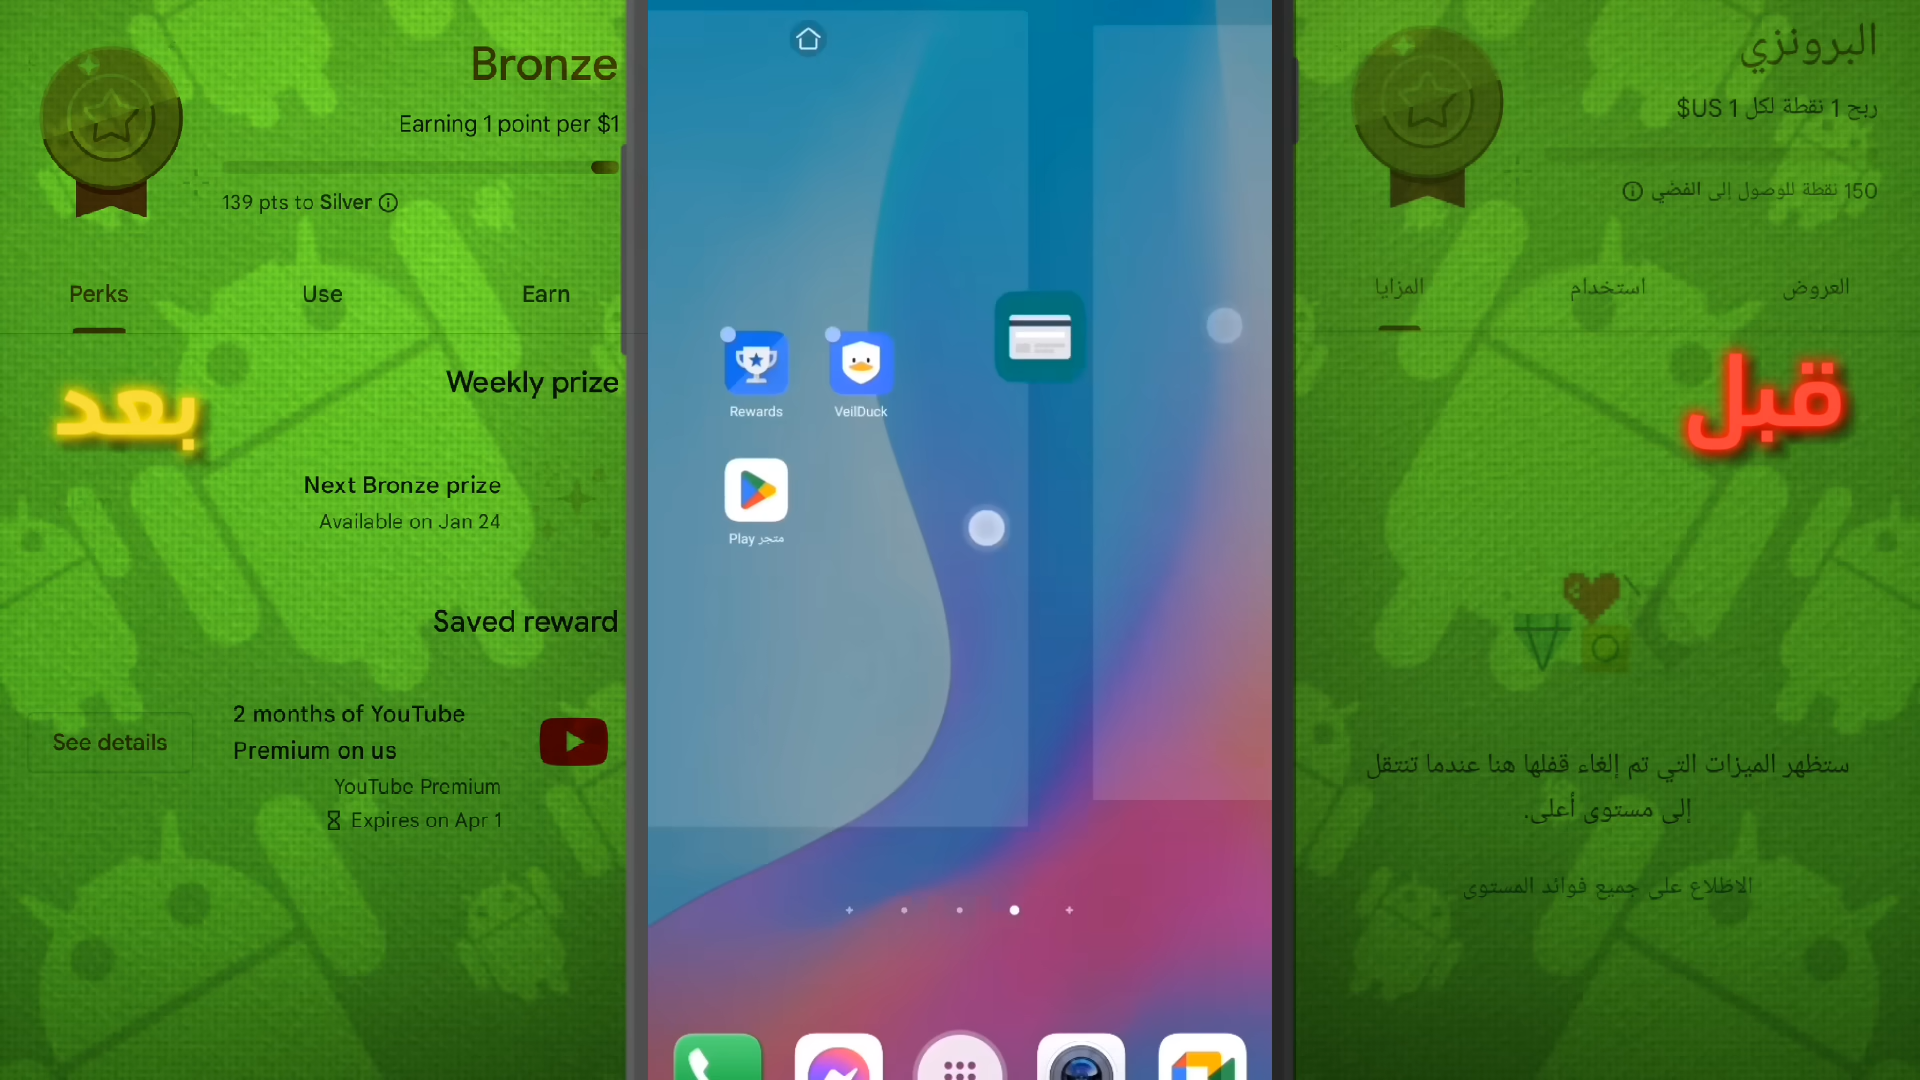 Bronze
Earning 1 point per $1
139 pts to Silver
Perks
Use
Earn
Weekly prize
بعد
Next Bronze prize
Available on Jan 24
Saved reward
2 months of YouTube
Premium on us
See details
YouTube Premium
Expires on Apr 1
Rewards
VeilDuck
متجر Play
البرونزي
ربح 1 نقطة لكل 1 US$
150 نقطة للوصول إلى الفضي
المزايا
استخدام
العروض
قبل
ستظهر الميزات التي تم إلغاء قفلها هنا عندما تنتقل
إلى مستوى أعلى.
الاطّلاع على جميع فوائد المستوى